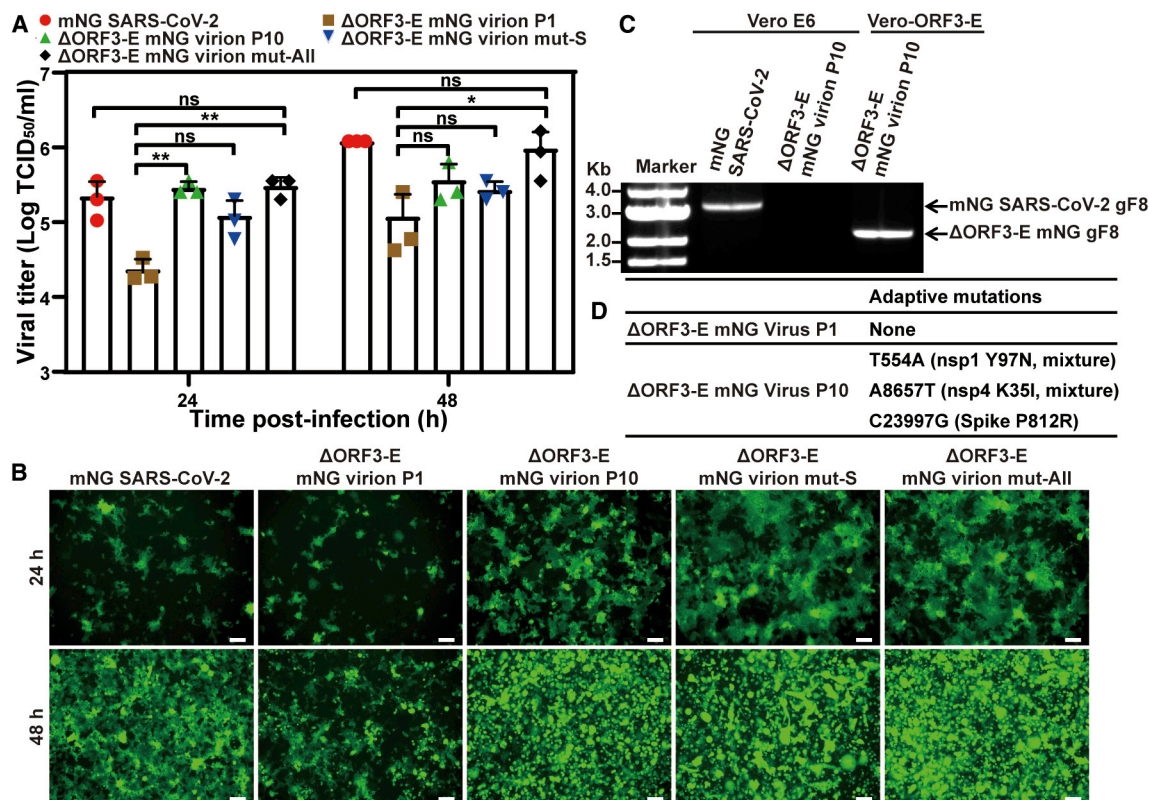 A
mNG SARS-CoV-2
ΔORF3-E mNG virion P1
ΔORF3-E mNG virion P10
ΔORF3-E mNG virion mut-S
ΔORF3-E mNG virion mut-All
Viral titer (Log TCID50/ml)
7
6
5
4
3
ns
**
ns
**
ns
*
ns
ns
24
48
Time post-infection (h)
C
Vero E6
Vero-ORF3-E
mNG
SARS-CoV-2
ΔORF3-E
mNG virion P10
ΔORF3-E
mNG virion P10
Kb
Marker
4.0
3.0
2.0
1.5
mNG SARS-CoV-2 gF8
ΔORF3-E mNG gF8
D
Adaptive mutations
ΔORF3-E mNG Virus P1
None
ΔORF3-E mNG Virus P10
T554A (nsp1 Y97N, mixture)
A8657T (nsp4 K35I, mixture)
C23997G (Spike P812R)
B
mNG SARS-CoV-2
ΔORF3-E
mNG virion P1
ΔORF3-E
mNG virion P10
ΔORF3-E
mNG virion mut-S
ΔORF3-E
mNG virion mut-All
24 h
48 h